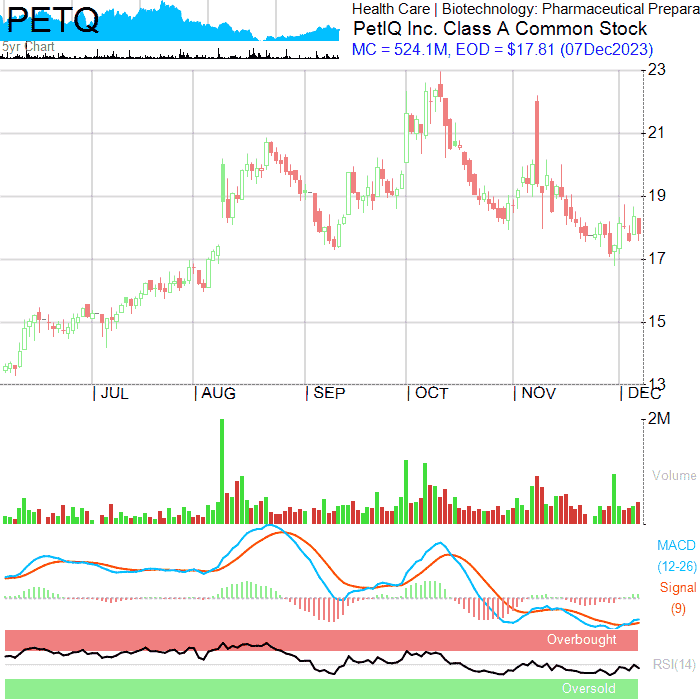 PETQ
5yr Chart
Health Care | Biotechnology: Pharmaceutical Prepara
PetIQ Inc. Class A Common Stock
MC = 524.1M, EOD = $17.81 (07Dec2023)
23
21
19
17
15
13
| JUL | AUG | SEP | OCT | NOV | DEC
2M
Volume
MACD
(12-26)
Signal
(9)
Overbought
RSI(14)
Oversold